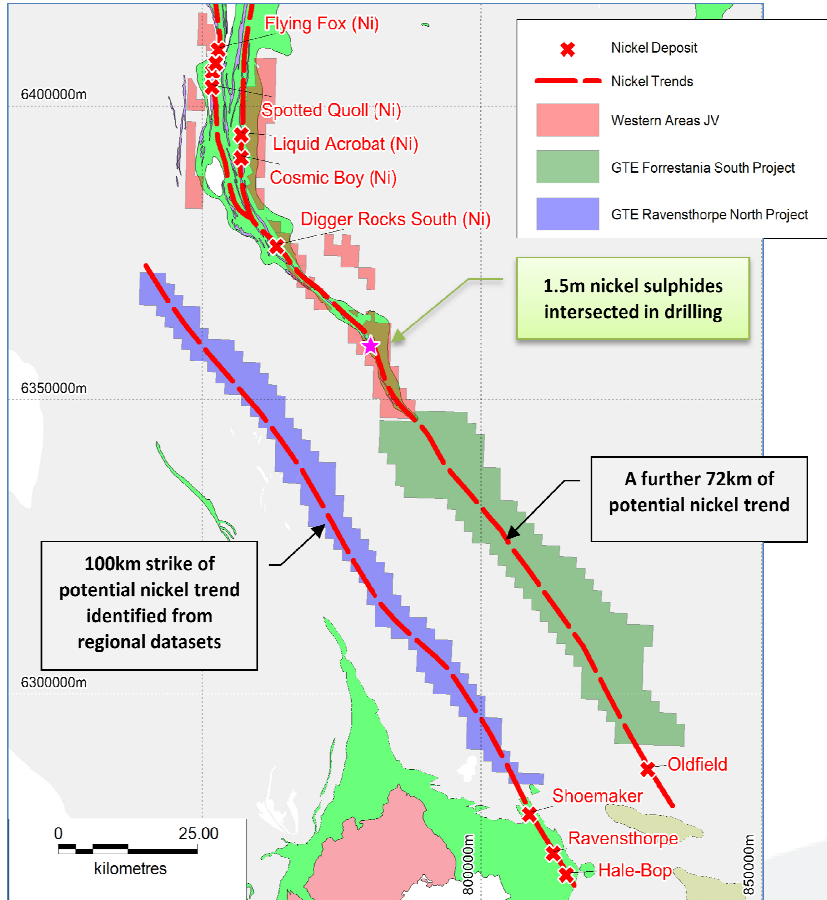 Flying Fox (Ni)
6400000m
Spotted Quoll (Ni)
Liquid Acrobat (Ni)
Cosmic Boy (Ni)
Digger Rocks South (Ni)
Nickel Deposit
Nickel Trends
Western Areas JV
GTE Forrestania South Project
GTE Ravensthorpe North Project
1.5m nickel sulphides
intersected in drilling
6350000m
A further 72km of
potential nickel trend
100km strike of
potential nickel trend
identified from
regional datasets
6300000m
Oldfield
Shoemaker
Ravensthorpe
Hale-Bop
0 25.00
kilometres
800000m
850000m